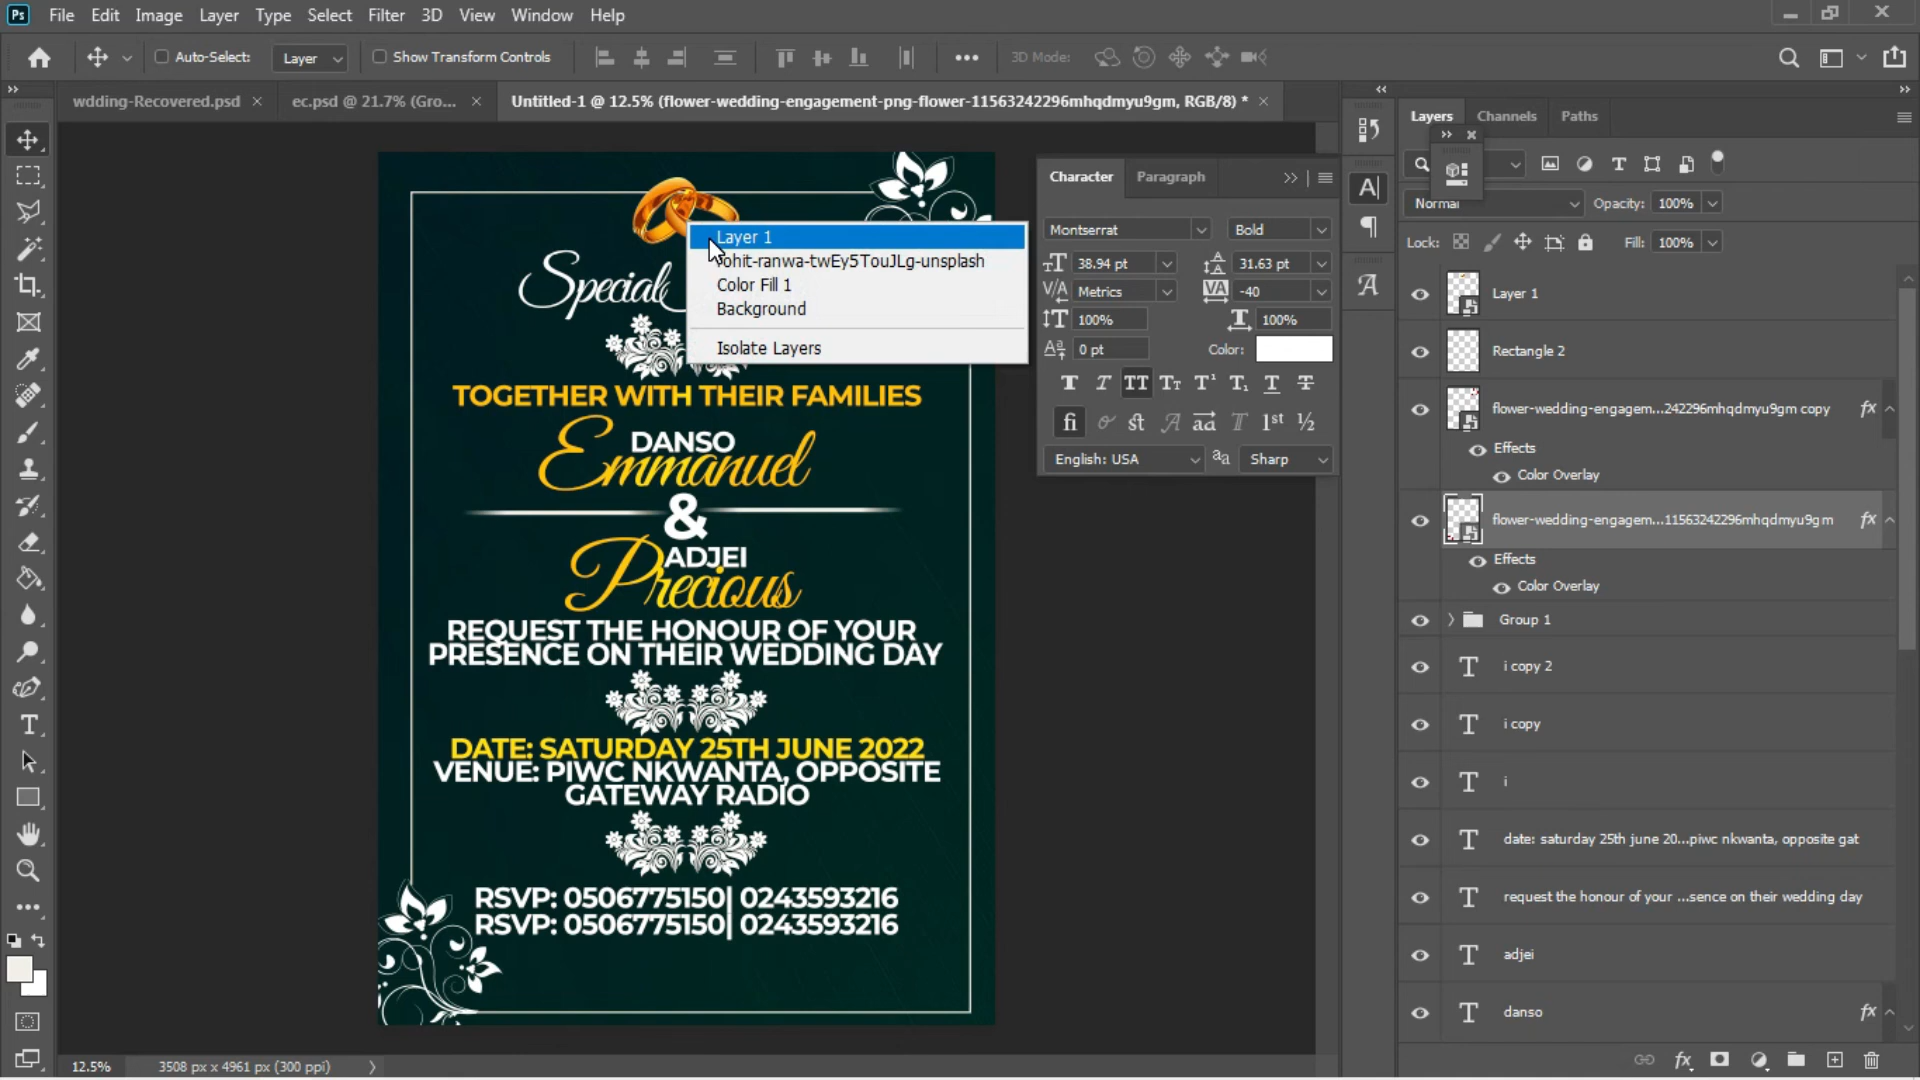 Ps File Edit Image Layer Type Select Filter 3D View Window Help
Auto-Select: Layer Show Transform Controls 3D Mode:
wdding-Recovered.psd ec.psd @ 21.7% (Gro... Untitled-1 @ 12.5% (flower-wedding-engagement-png-flower-11563242296mhqdmyu9gm, RGB/8) *
Layer 1
rohit-ranwa-twEy5TouJLg-unsplash
Color Fill 1
Background
Isolate Layers
Special
TOGETHER WITH THEIR FAMILIES
DANSO
Emmanuel
&
ADJEI
Precious
REQUEST THE HONOUR OF YOUR
PRESENCE ON THEIR WEDDING DAY
DATE: SATURDAY 25TH JUNE 2022
VENUE: PIWC NKWANTA, OPPOSITE
GATEWAY RADIO
RSVP: 0506775150| 0243593216
RSVP: 0506775150| 0243593216
Character Paragraph
Montserrat Bold
38.94 pt 31.63 pt
Metrics -40
100% 100%
0 pt Color:
English: USA Sharp
Layers Channels Paths
Normal Opacity: 100%
Lock: Fill: 100%
Layer 1
Rectangle 2
flower-wedding-engagem...242296mhqdmyu9gm copy fx
Effects
Color Overlay
flower-wedding-engagem...11563242296mhqdmyu9gm fx
Effects
Color Overlay
Group 1
i copy 2
i copy
i
date: saturday 25th june 20...piwc nkwanta, opposite gat
request the honour of your ...sence on their wedding day
adjei
danso fx
12.5% 3508 px x 4961 px (300 ppi)